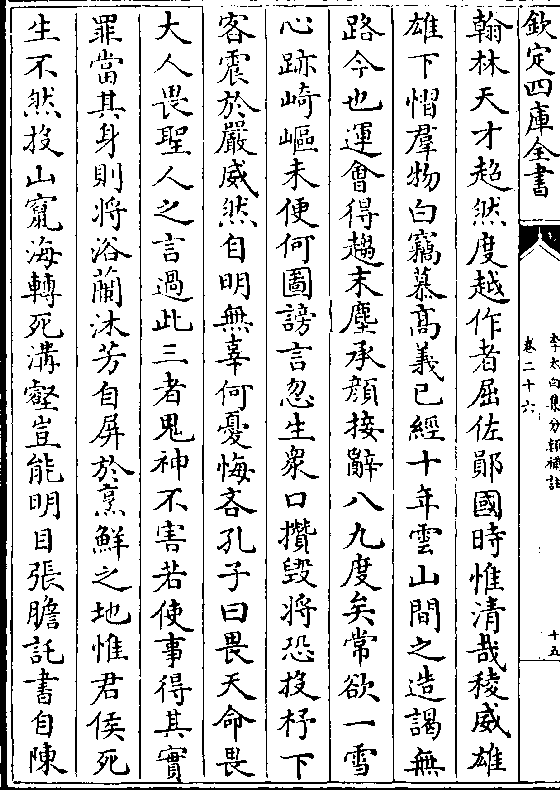 欽定四庫全書
李太白集分類補註
卷二十六
十五
翰林天才超然度越作者屈佐鄖國時惟清哉稜威雄
雄下慴羣物白竊慕高義已經十年雲山間之造謁無
路今也運會得趨末塵承顔接辭八九度矣常欲一雪
心跡崎嶇未便何圖謗言忽生衆口攢毀將恐投杼下
客震於嚴威然自明無辜何憂悔吝孔子曰畏天命畏
大人畏聖人之言過此三者鬼神不害若使事得其實
罪當其身則將浴蘭沐芳自屏於烹鮮之地惟君侯死
生不然投山竄海轉死溝壑豈能明目張膽託書自陳